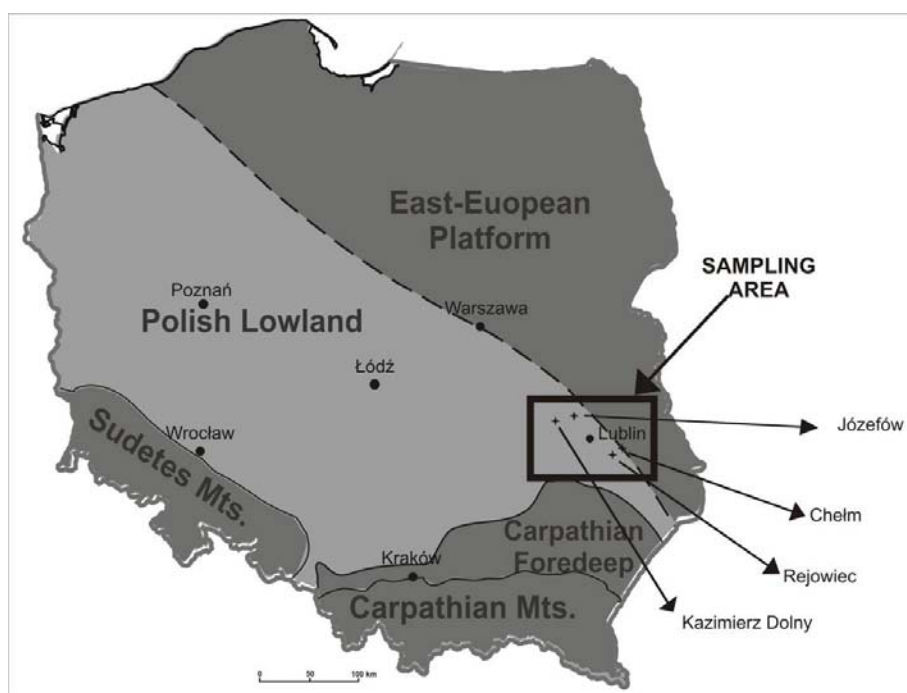 East-Euopean
Platform
SAMPLING
AREA
Poznań
Polish Lowland
Warszawa
Łódź
Sudetes Mts.
Wrocław
Lublin
Józefów
Chełm
Carpathian
Foredeep
Kraków
Rejowiec
Carpathian Mts.
Kazimierz Dolny
0 50 100 km